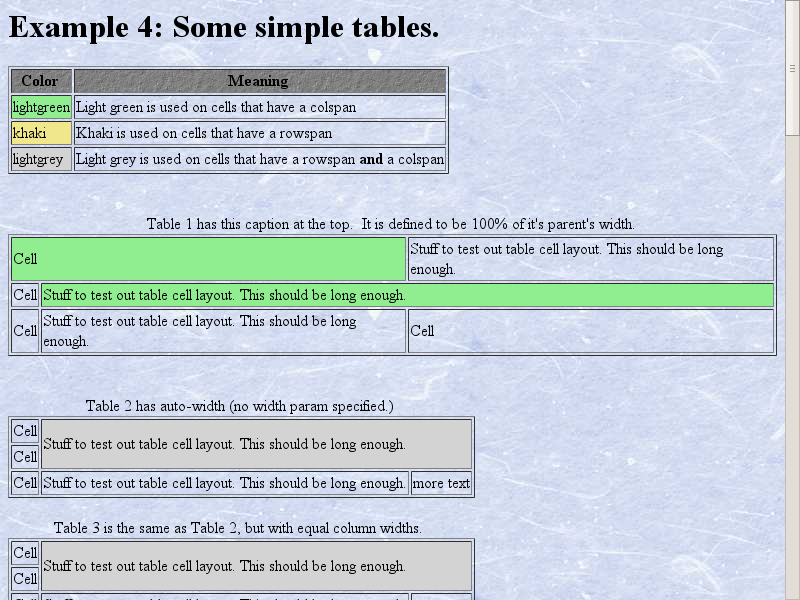 Example 4: Some simple tables.
Color Meaning
lightgreen Light green is used on cells that have a colspan
khaki Khaki is used on cells that have a rowspan
lightgrey Light grey is used on cells that have a rowspan and a colspan
Table 1 has this caption at the top.  It is defined to be 100% of it's parent's width.
Cell
Stuff to test out table cell layout. This should be long
enough.
Cell Stuff to test out table cell layout. This should be long enough.
Cell
Stuff to test out table cell layout. This should be long
enough.
Cell
Table 2 has auto-width (no width param specified.)
Cell
Stuff to test out table cell layout. This should be long enough.
Cell
Cell Stuff to test out table cell layout. This should be long enough. more text
Table 3 is the same as Table 2, but with equal column widths.
Cell
Stuff to test out table cell layout. This should be long enough.
Cell